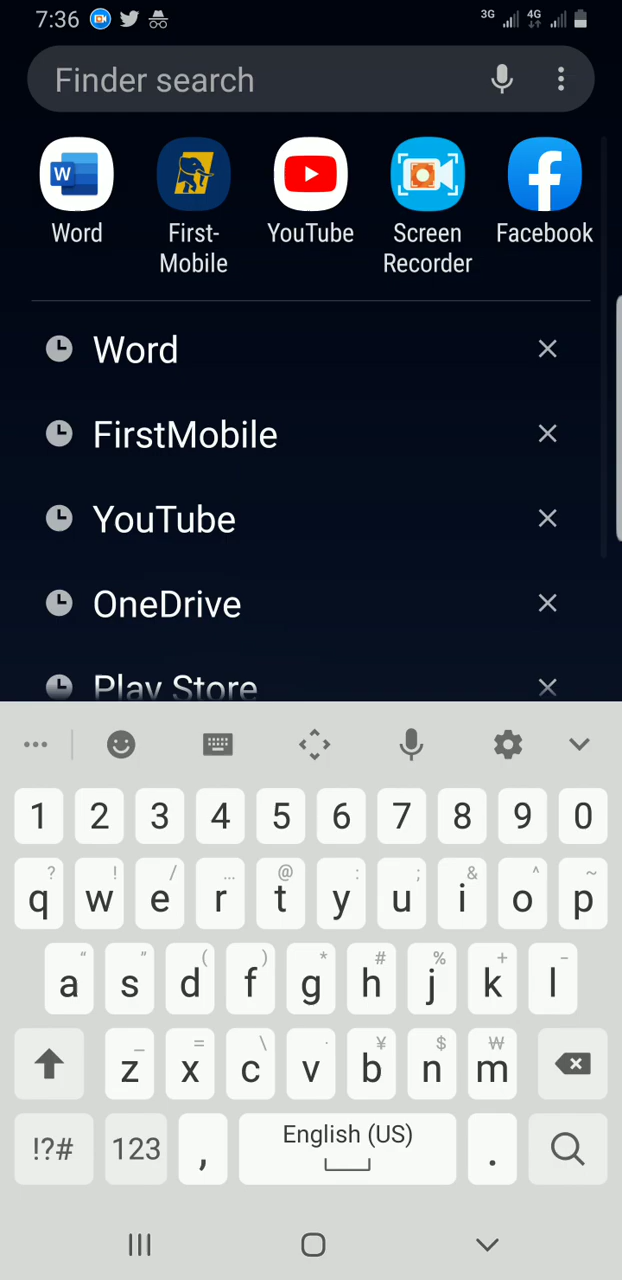 7:36 3G 4G
Finder search
W
Word
First-
Mobile
YouTube
Screen
Recorder
Facebook
Word
FirstMobile
YouTube
OneDrive
Play Store
1 2 3 4 5 6 7 8 9 0
? ! / ... @ : ; & ^ ~
q w e r t y u i o p
" " ( ) * # % + -
a s d f g h j k l
_ = \ · ¥ $ ₩
z x c v b n m
!?# 123 , English (US) .